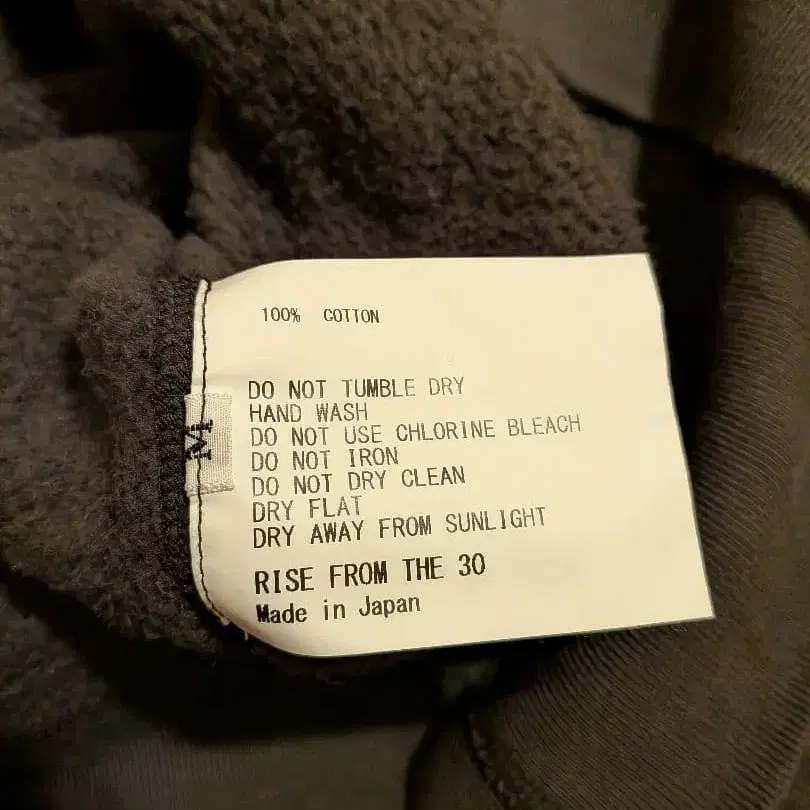 100% COTTON
DO NOT TUMBLE DRY
HAND WASH
DO NOT USE CHLORINE BLEACH
DO NOT IRON
DO NOT DRY CLEAN
DRY FLAT
DRY AWAY FROM SUNLIGHT
RISE FROM THE 30
Made in Japan
M